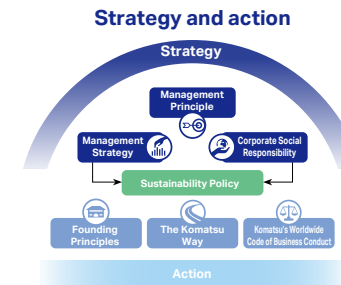 Strategy and action
Strategy
Management
Principle
Management
Strategy
Corporate Social
Responsibility
Sustainability Policy
Founding
Principles
The Komatsu
Way
Komatsu's Worldwide
Code of Business Conduct
Action